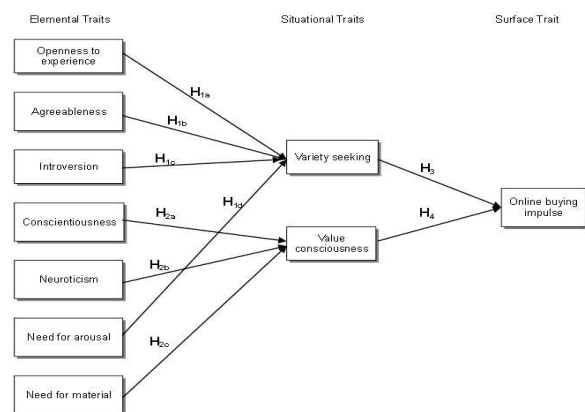 Elemental Traits
Situational Traits
Surface Trait
Openness to
experience
Agreeableness
Introversion
Conscientiousness
Neuroticism
Need for arousal
Need for material
H1a
H1b
H1c
H1d
H2a
H2b
H2c
Variety seeking
Value
consciousness
H3
H4
Online buying
impulse